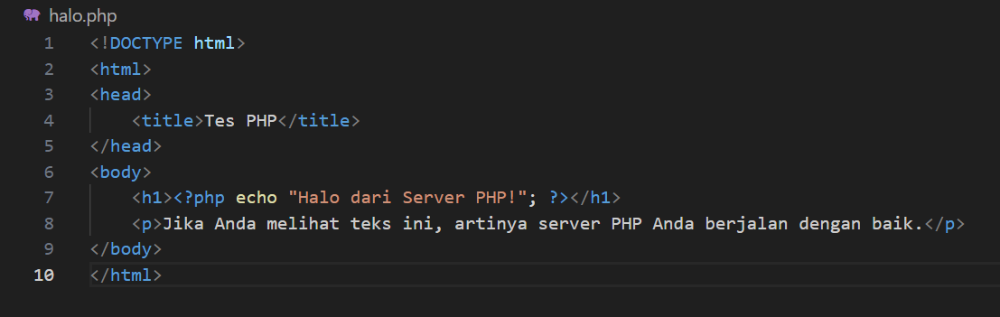 halo.php
1 <!DOCTYPE html>
2 <html>
3 <head>
4     <title>Tes PHP</title>
5 </head>
6 <body>
7     <h1><?php echo "Halo dari Server PHP!"; ?></h1>
8     <p>Jika Anda melihat teks ini, artinya server PHP Anda berjalan dengan baik.</p>
9 </body>
10 </html>